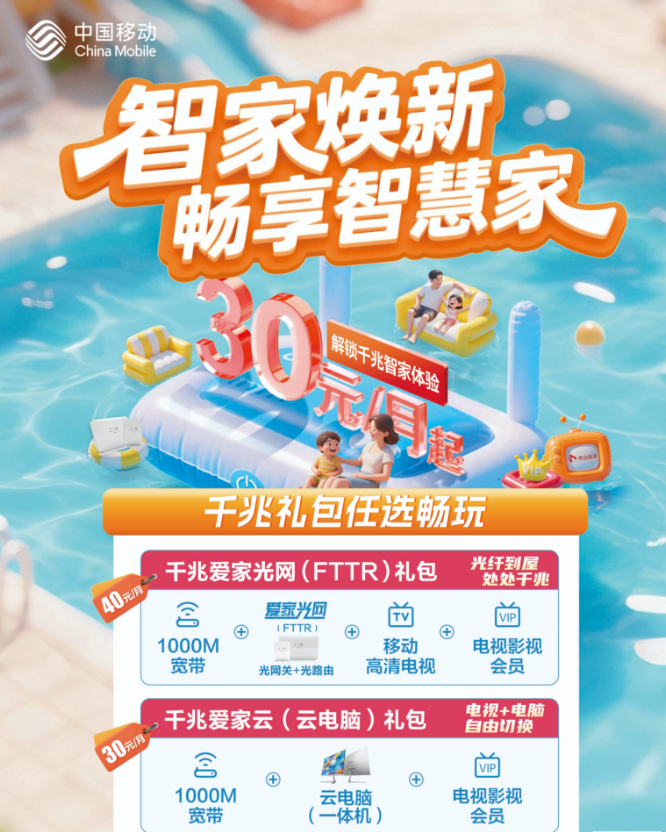 中国移动
China Mobile
智家焕新
畅享智慧家
30元/月起
解锁千兆智家体验
VIP
千兆礼包任选畅玩
40元/月
千兆爱家光网（FTTR）礼包
光纤到屋
处处千兆
1000M
宽带
爱家光网
（FTTR）
光网关+光路由
TV
移动
高清电视
VIP
电视影视
会员
30元/月
千兆爱家云（云电脑）礼包
电视+电脑
自由切换
1000M
宽带
云电脑
（一体机）
VIP
电视影视
会员